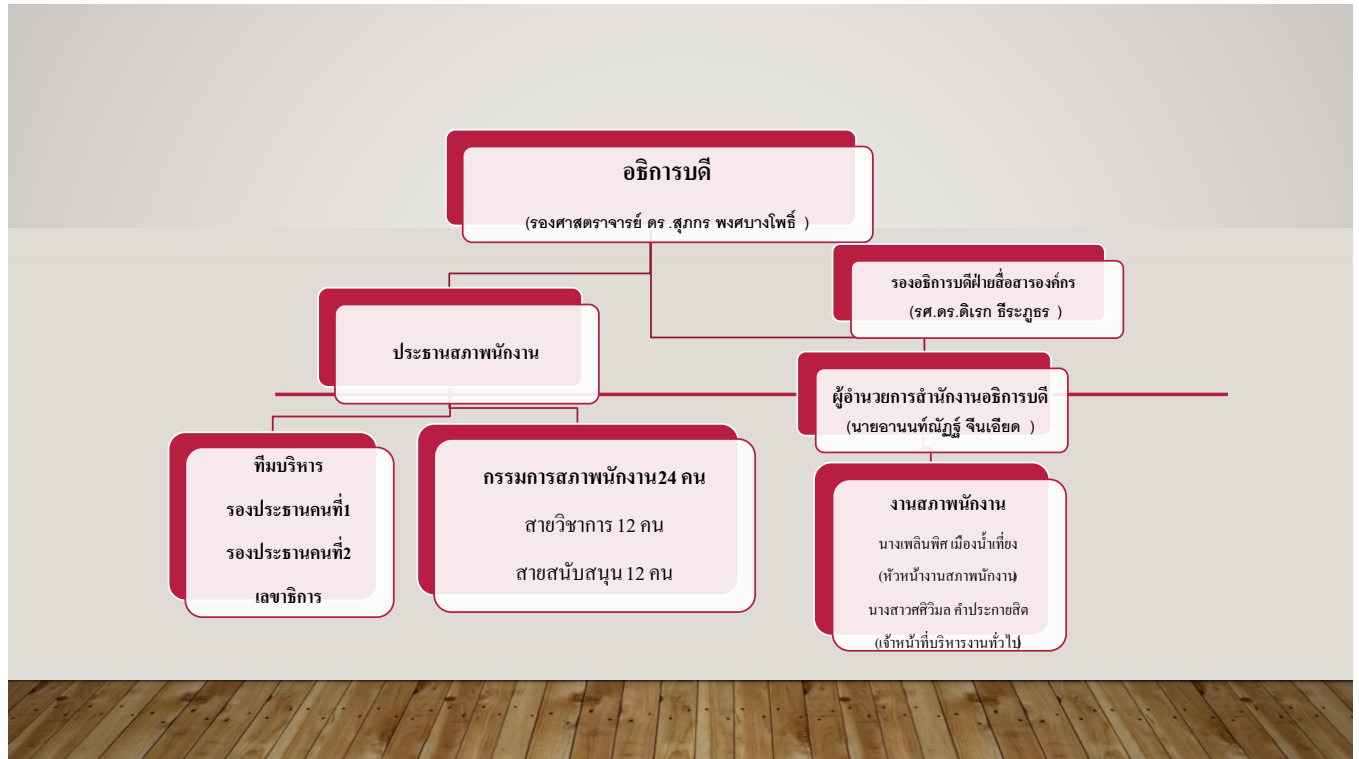 อธิการบดี
(รองศาสตราจารย์ ดร.สุภกร พงศบางโพธิ์ )
รองอธิการบดีฝ่ายสื่อสารองค์กร
(รศ.ดร.ดิเรก ธีระภูธร )
ประธานสภาพนักงาน
ผู้อำนวยการสำนักงานอธิการบดี
(นายอานนท์ณัฏฐ์ จีนเอียด )
ทีมบริหาร
รองประธานคนที่1
รองประธานคนที่2
เลขาธิการ
กรรมการสภาพนักงาน24 คน
สายวิชาการ 12 คน
สายสนับสนุน 12 คน
งานสภาพนักงาน
นางเพลินพิศ เมืองน้ำเที่ยง
(หัวหน้างานสภาพนักงาน)
นางสาวศศิวิมล คำประกายสิต
(เจ้าหน้าที่บริหารงานทั่วไป)